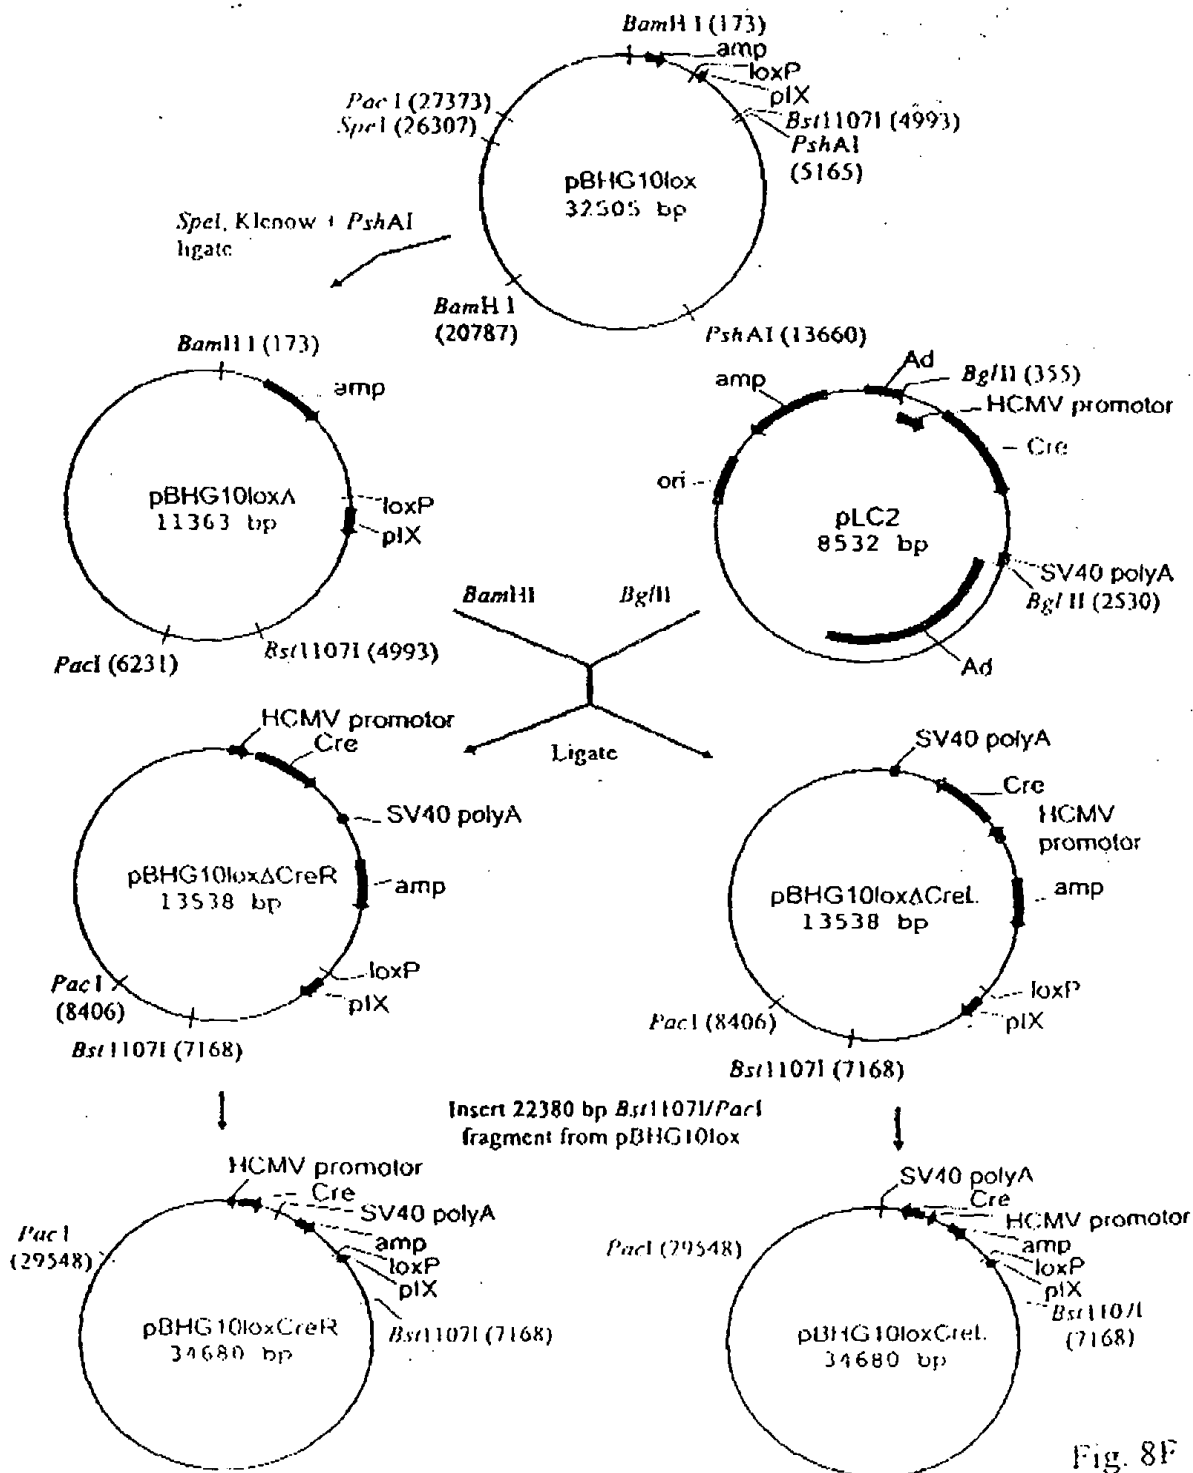 BamH I (173)
amp
loxP
pIX
Pac I (27373)
SpeI (26307)
Bst1107I (4993)
PshAI
(5165)
pBHG10lox
32505 bp
SpeI, Klenow + PshAI
ligate
BamH I
(20787)
PshAI (13660)
BamH I (173)
amp
pBHG10loxΔ
11363 bp
loxP
pIX
PacI (6231)
Bst1107I (4993)
Ad
amp
BglII (355)
HCMV promotor
Cre
ori
pLC2
8532 bp
SV40 polyA
Bgl II (2530)
Ad
BamHI
BglII
Ligate
HCMV promotor
Cre
SV40 polyA
pBHG10loxΔCreR
13538 bp
amp
loxP
pIX
Pac I
(8406)
Bst1107I (7168)
SV40 polyA
Cre
HCMV
promotor
pBHG10loxΔCreL
13538 bp
amp
loxP
pIX
PacI (8406)
Bst1107I (7168)
Insert 22380 bp Bst1107I/PacI
fragment from pBHG10lox
HCMV promotor
Cre
SV40 polyA
amp
loxP
pIX
Pac I
(29548)
Bst1107I (7168)
pBHG10loxCreR
34680 bp
SV40 polyA
Cre
HCMV promotor
amp
loxP
pIX
PacI (29548)
Bst1107I
(7168)
pBHG10loxCreL
34680 bp
Fig. 8F